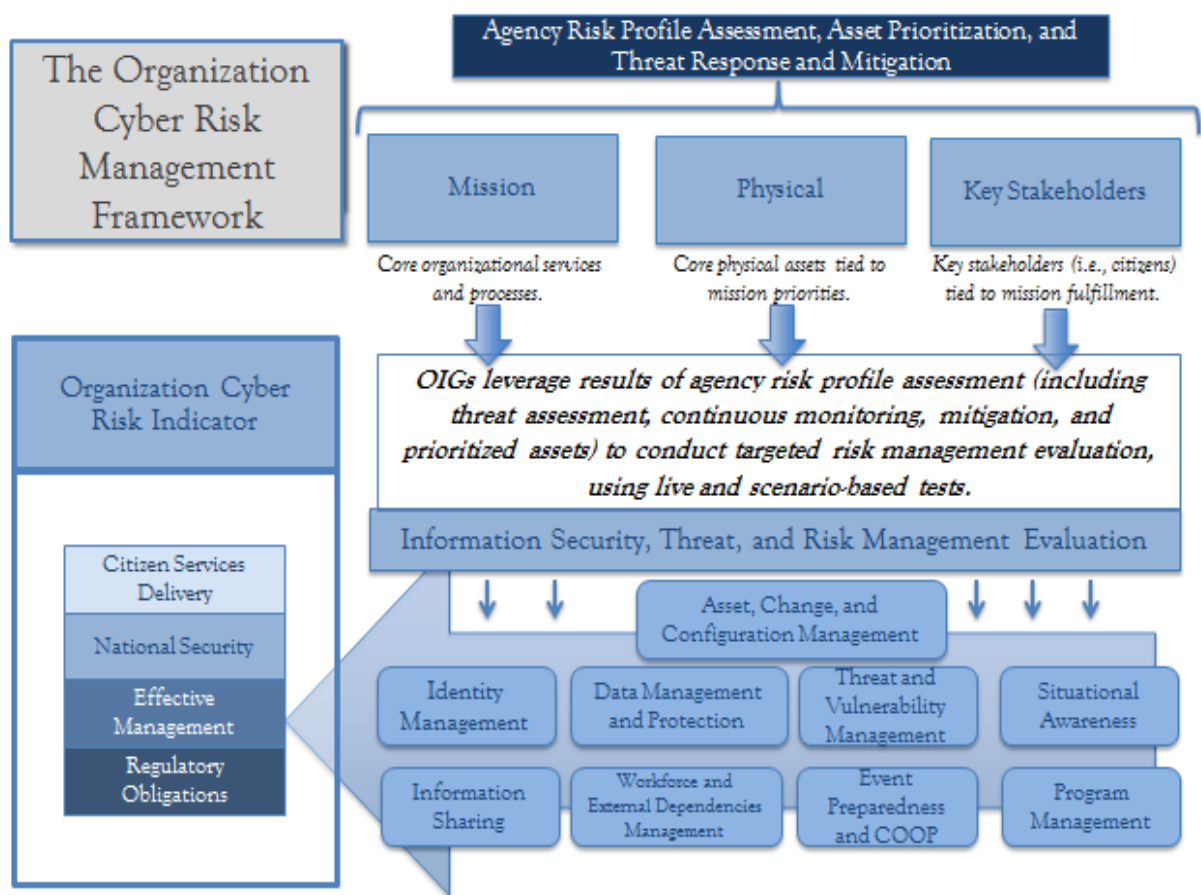 The Organization
Cyber Risk
Management
Framework
Agency Risk Profile Assessment, Asset Prioritization, and
Threat Response and Mitigation
Mission
Physical
Key Stakeholders
Core organizational services
and processes.
Core physical assets tied to
mission priorities.
Key stakeholders (i.e., citizens)
tied to mission fulfillment.
OIGs leverage results of agency risk profile assessment (including
threat assessment, continuous monitoring, mitigation, and
prioritized assets) to conduct targeted risk management evaluation,
using live and scenario-based tests.
Information Security, Threat, and Risk Management Evaluation
Organization Cyber
Risk Indicator
Citizen Services
Delivery
National Security
Effective
Management
Regulatory
Obligations
Asset, Change, and
Configuration Management
Identity
Management
Data Management
and Protection
Threat and
Vulnerability
Management
Situational
Awareness
Information
Sharing
Workforce and
External Dependencies
Management
Event
Preparedness
and COOP
Program
Management